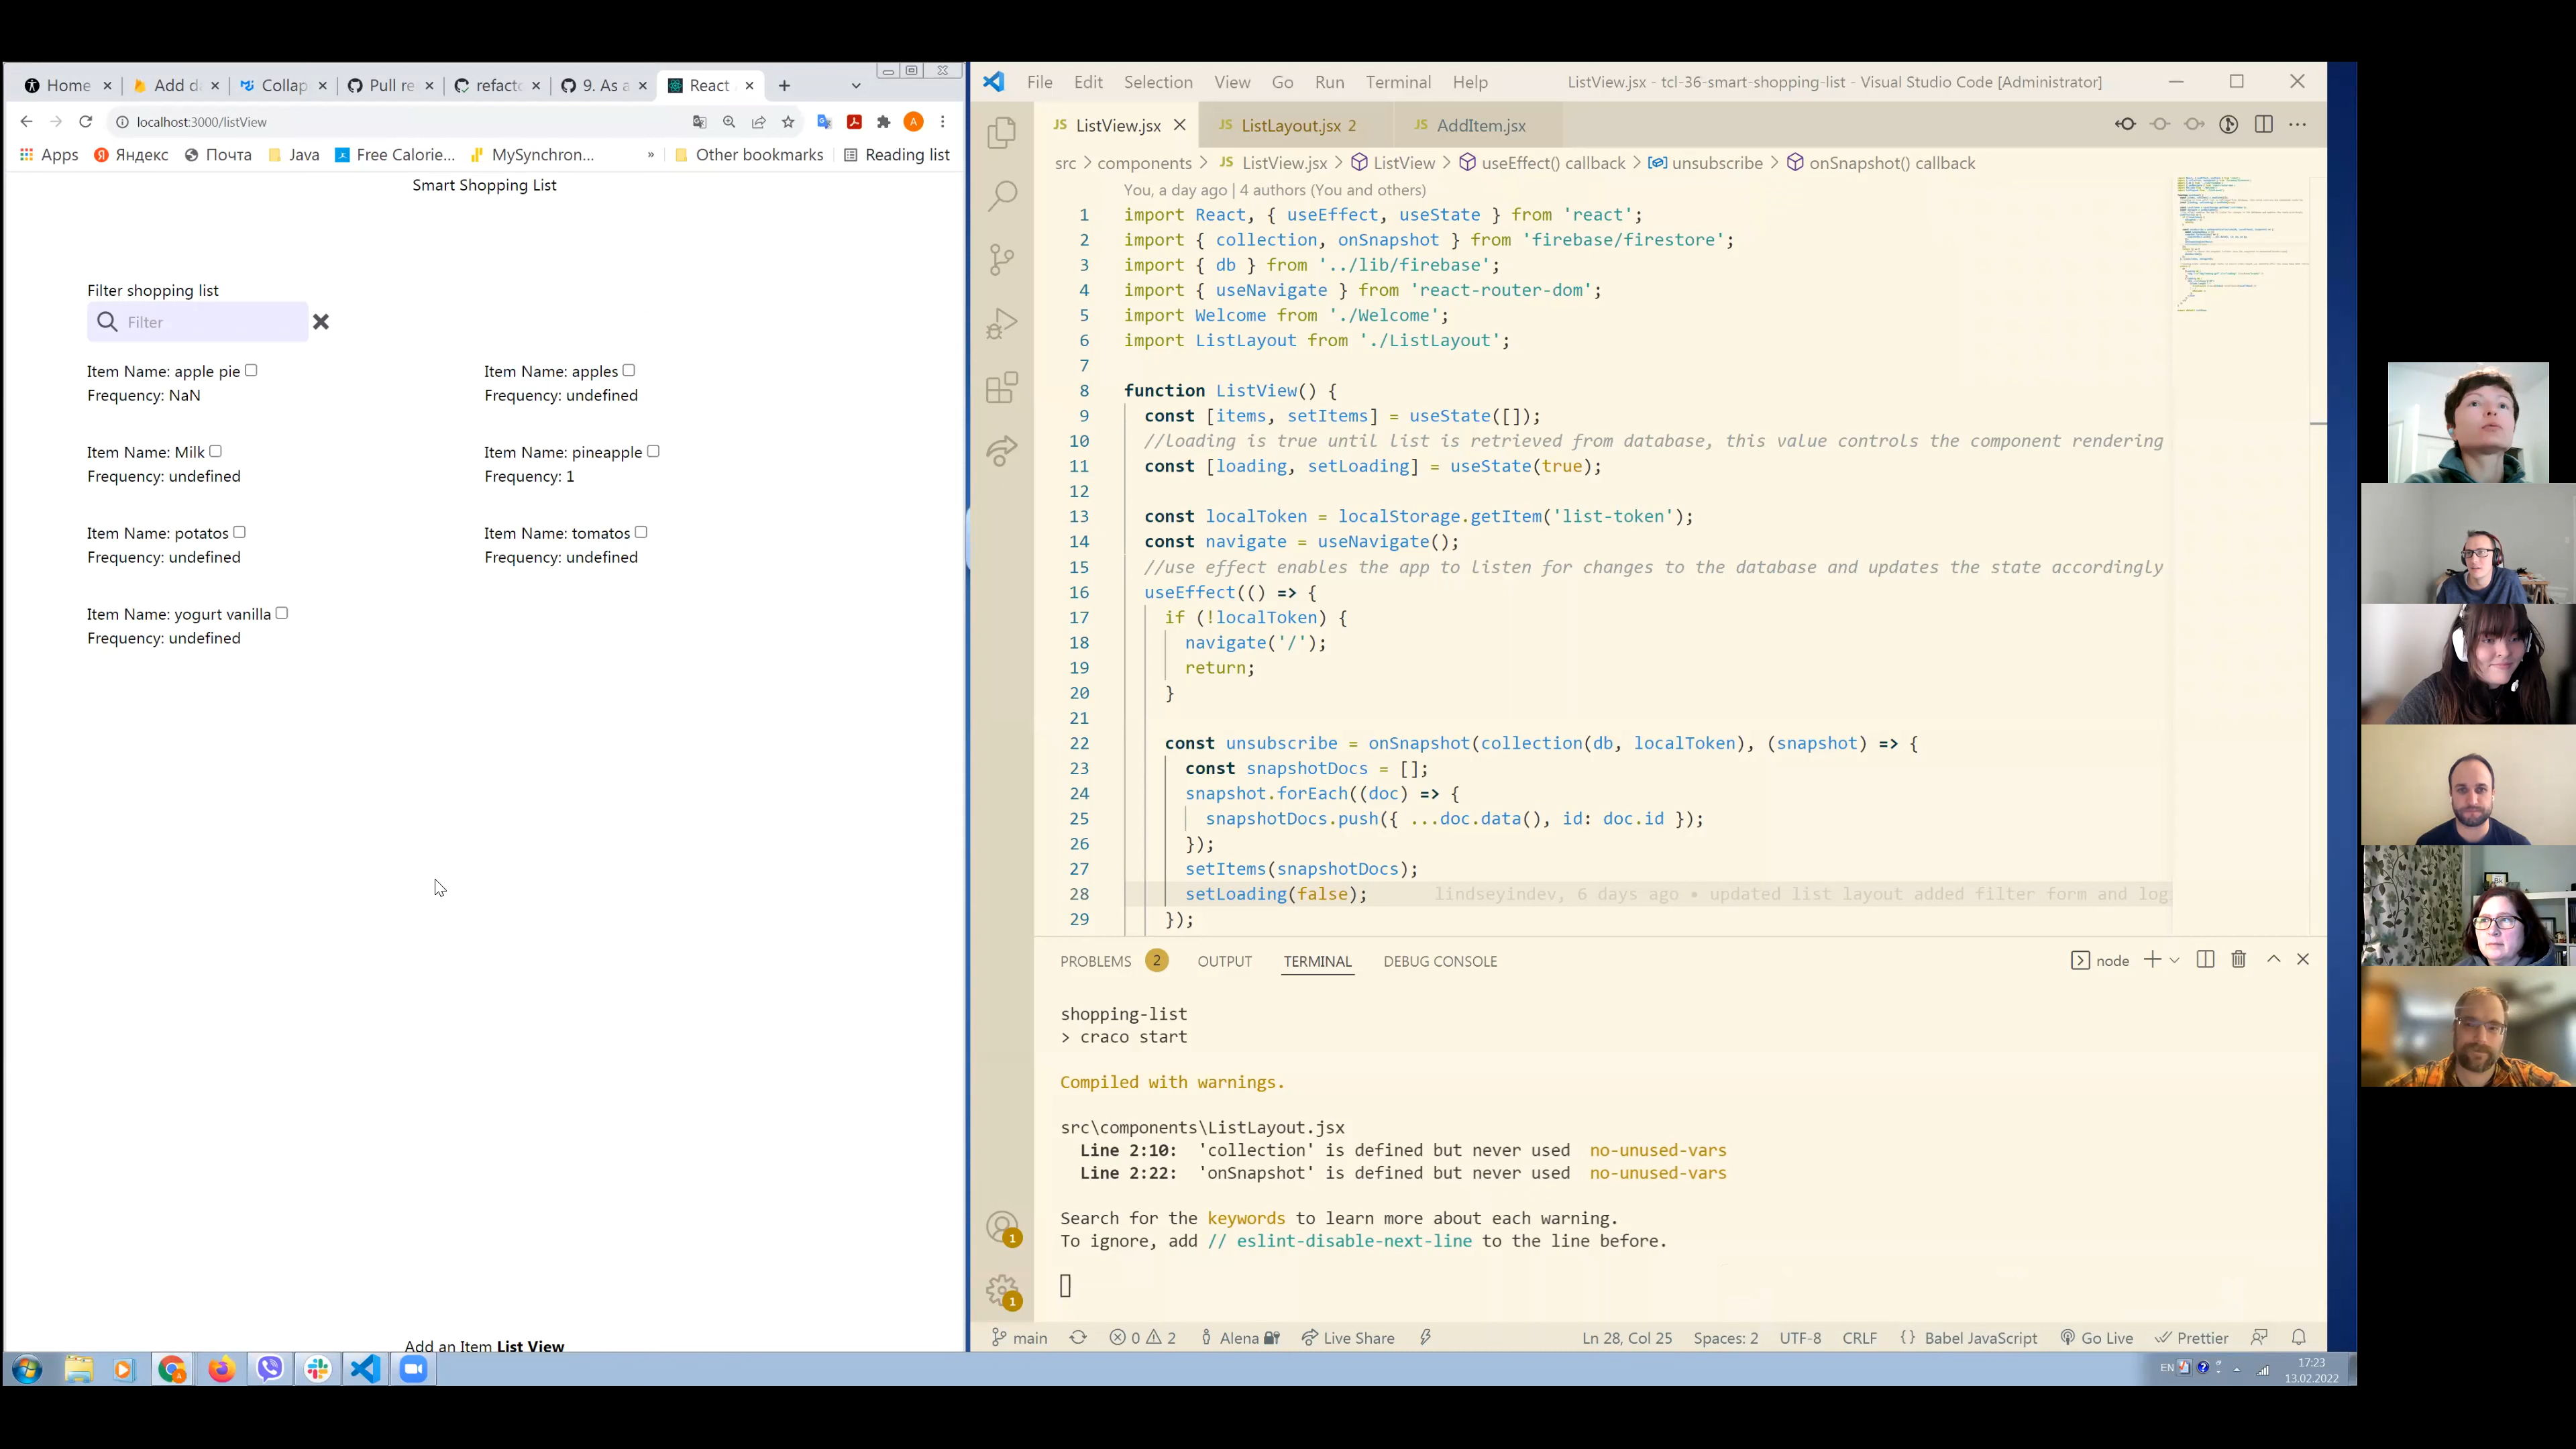 Home
Add d
Collap
Pull re
refacto
9. As a
React
localhost:3000/listView
Apps
Яндекс
Почта
Java
Free Calorie...
MySynchron...
»
Other bookmarks
Reading list
Smart Shopping List
Filter shopping list
Filter
Item Name: apple pie
Frequency: NaN
Item Name: apples
Frequency: undefined
Item Name: Milk
Frequency: undefined
Item Name: pineapple
Frequency: 1
Item Name: potatos
Frequency: undefined
Item Name: tomatos
Frequency: undefined
Item Name: yogurt vanilla
Frequency: undefined
Add an Item List View
File Edit Selection View Go Run Terminal Help
ListView.jsx - tcl-36-smart-shopping-list - Visual Studio Code [Administrator]
JS ListView.jsx
JS ListLayout.jsx 2
JS AddItem.jsx
src > components > JS ListView.jsx > ListView > useEffect() callback > unsubscribe > onSnapshot() callback
You, a day ago | 4 authors (You and others)
1 import React, { useEffect, useState } from 'react';
2 import { collection, onSnapshot } from 'firebase/firestore';
3 import { db } from '../lib/firebase';
4 import { useNavigate } from 'react-router-dom';
5 import Welcome from './Welcome';
6 import ListLayout from './ListLayout';
7
8 function ListView() {
9 const [items, setItems] = useState([]);
10 //loading is true until list is retrieved from database, this value controls the component rendering
11 const [loading, setLoading] = useState(true);
12
13 const localToken = localStorage.getItem('list-token');
14 const navigate = useNavigate();
15 //use effect enables the app to Listen for changes to the database and updates the state accordingly
16 useEffect(() => {
17 if (!localToken) {
18 navigate('/');
19 return;
20 }
21
22 const unsubscribe = onSnapshot(collection(db, localToken), (snapshot) => {
23 const snapshotDocs = [];
24 snapshot.forEach((doc) => {
25 snapshotDocs.push({ ...doc.data(), id: doc.id });
26 });
27 setItems(snapshotDocs);
28 setLoading(false); lindseyindev, 6 days ago • updated list layout added filter form and log
29 });
PROBLEMS 2 OUTPUT TERMINAL DEBUG CONSOLE
node
shopping-list
> craco start
Compiled with warnings.
src\components\ListLayout.jsx
Line 2:10: 'collection' is defined but never used no-unused-vars
Line 2:22: 'onSnapshot' is defined but never used no-unused-vars
Search for the keywords to learn more about each warning.
To ignore, add // eslint-disable-next-line to the line before.
1
1
main
0 2
Alena
Live Share
Ln 28, Col 25
Spaces: 2
UTF-8
CRLF
{ } Babel JavaScript
Go Live
Prettier
EN
17:23
13.02.2022